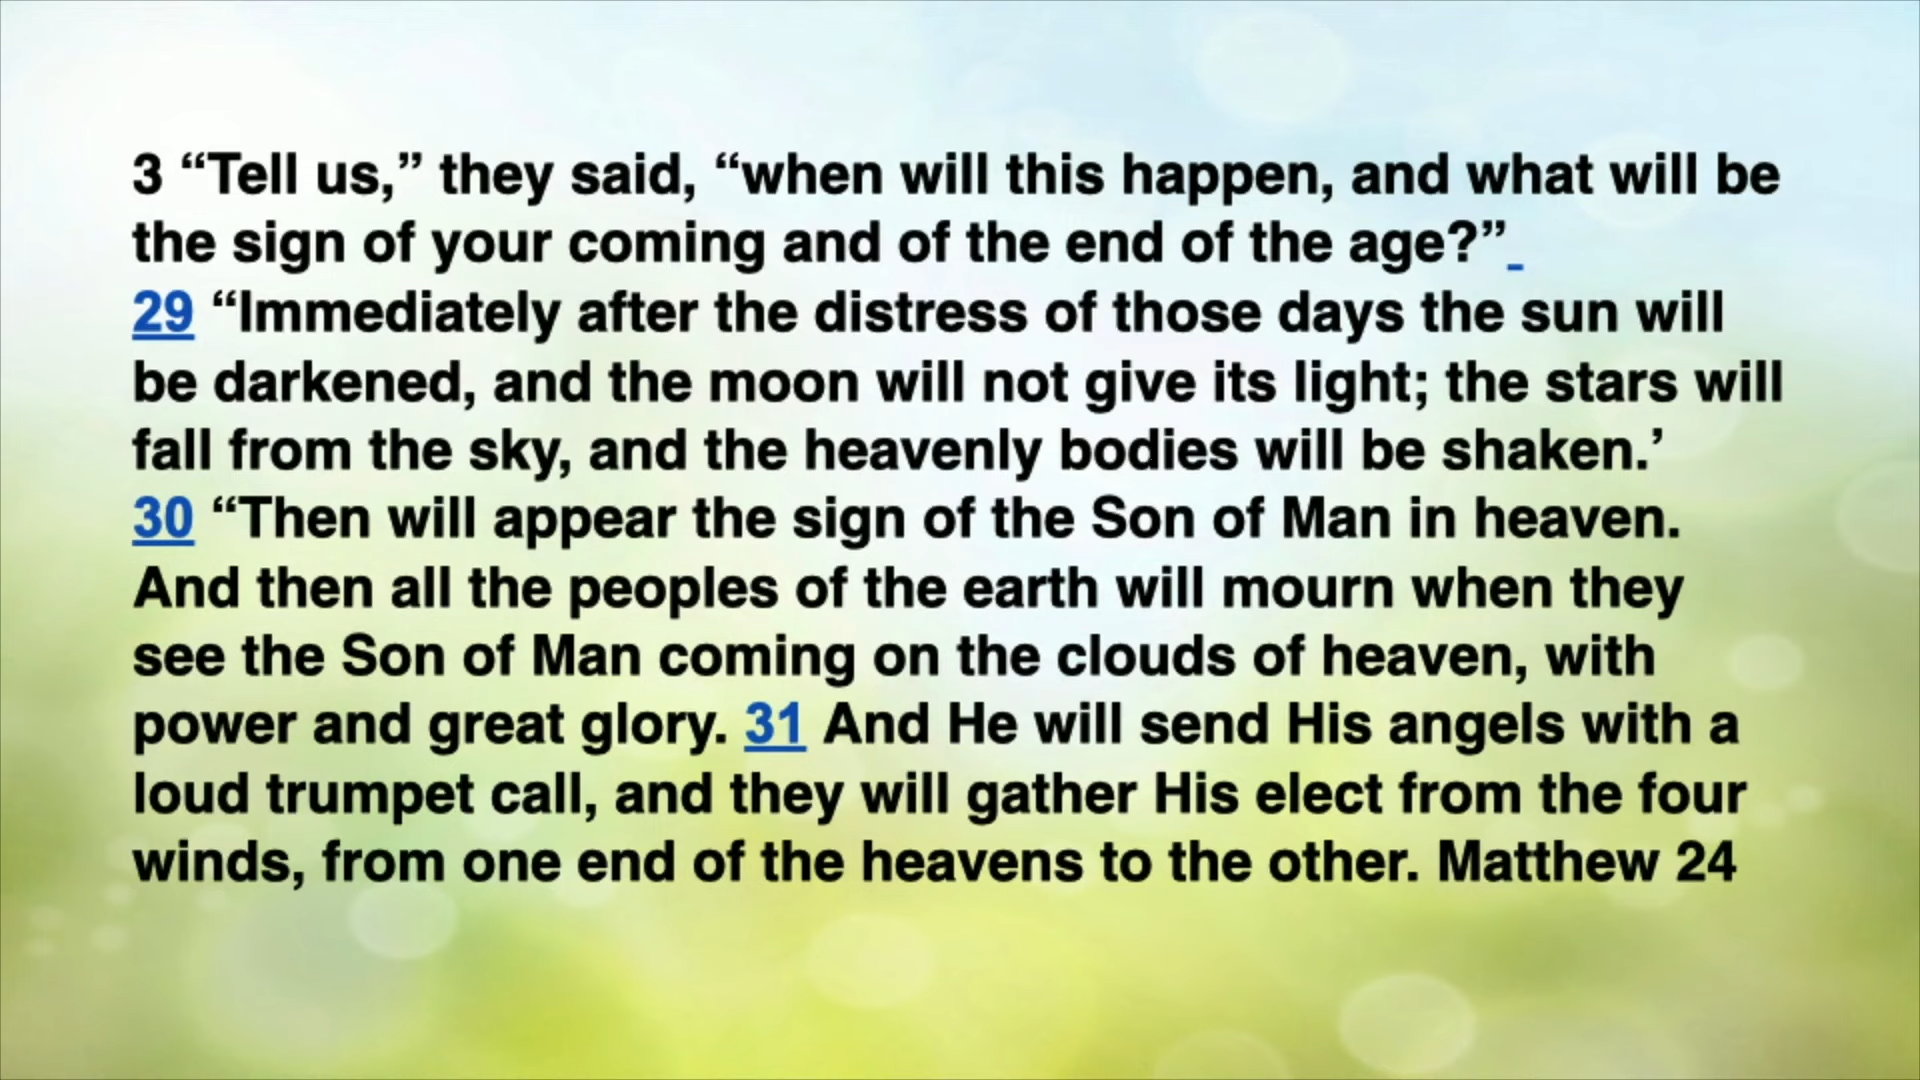 3 “Tell us,” they said, “when will this happen, and what will be
the sign of your coming and of the end of the age?”
29 “Immediately after the distress of those days the sun will
be darkened, and the moon will not give its light; the stars will
fall from the sky, and the heavenly bodies will be shaken.’
30 “Then will appear the sign of the Son of Man in heaven.
And then all the peoples of the earth will mourn when they
see the Son of Man coming on the clouds of heaven, with
power and great glory. 31 And He will send His angels with a
loud trumpet call, and they will gather His elect from the four
winds, from one end of the heavens to the other. Matthew 24